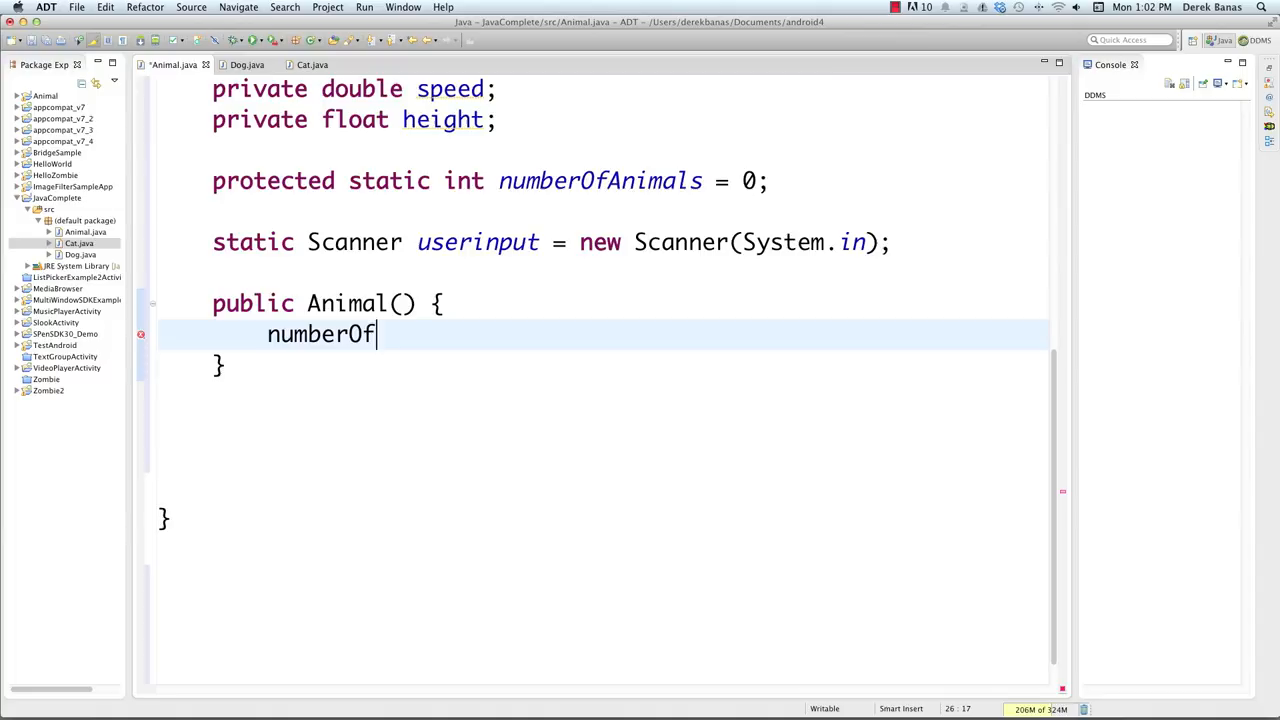 ADT File Edit Refactor Source Navigate Search Project Run Window Help
10 Mon 1:02 PM Derek Banas
Java - JavaComplete/src/Animal.java - ADT - /Users/derekbanas/Documents/android4
Quick Access Java DDMS
Package Exp *Animal.java Dog.java Cat.java Console
DDMS
Animal
appcompat_v7
appcompat_v7_2
appcompat_v7_3
appcompat_v7_4
BridgeSample
HelloWorld
HelloZombie
ImageFilterSampleApp
JavaComplete
src
(default package)
Animal.java
Cat.java
Dog.java
JRE System Library [Ja
ListPickerExample2Activi
MediaBrowser
MultiWindowSDKExample
MusicPlayerActivity
SlookActivity
SPenSDK30_Demo
TestAndroid
TextGroupActivity
VideoPlayerActivity
Zombie
Zombie2
private double speed;
private float height;
protected static int numberOfAnimals = 0;
static Scanner userinput = new Scanner(System.in);
public Animal() {
numberOf
}
}
Writable Smart Insert 26 : 17 206M of 324M